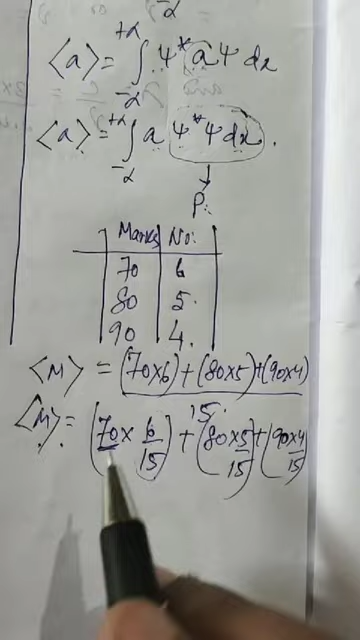 ⟨a⟩ = ∫_{-α}^{+α} ψ* a ψ dx
⟨a⟩ = ∫_{-α}^{+α} a ψ* ψ dx.
↓
P:
Marks | No:
70 | 6
80 | 5.
90 | 4.
⟨M⟩ = (70×6) + (80×5) + (90×4)
15.
⟨M⟩ = (70 × 6/15) + (80×5/15) + (90×4/15)